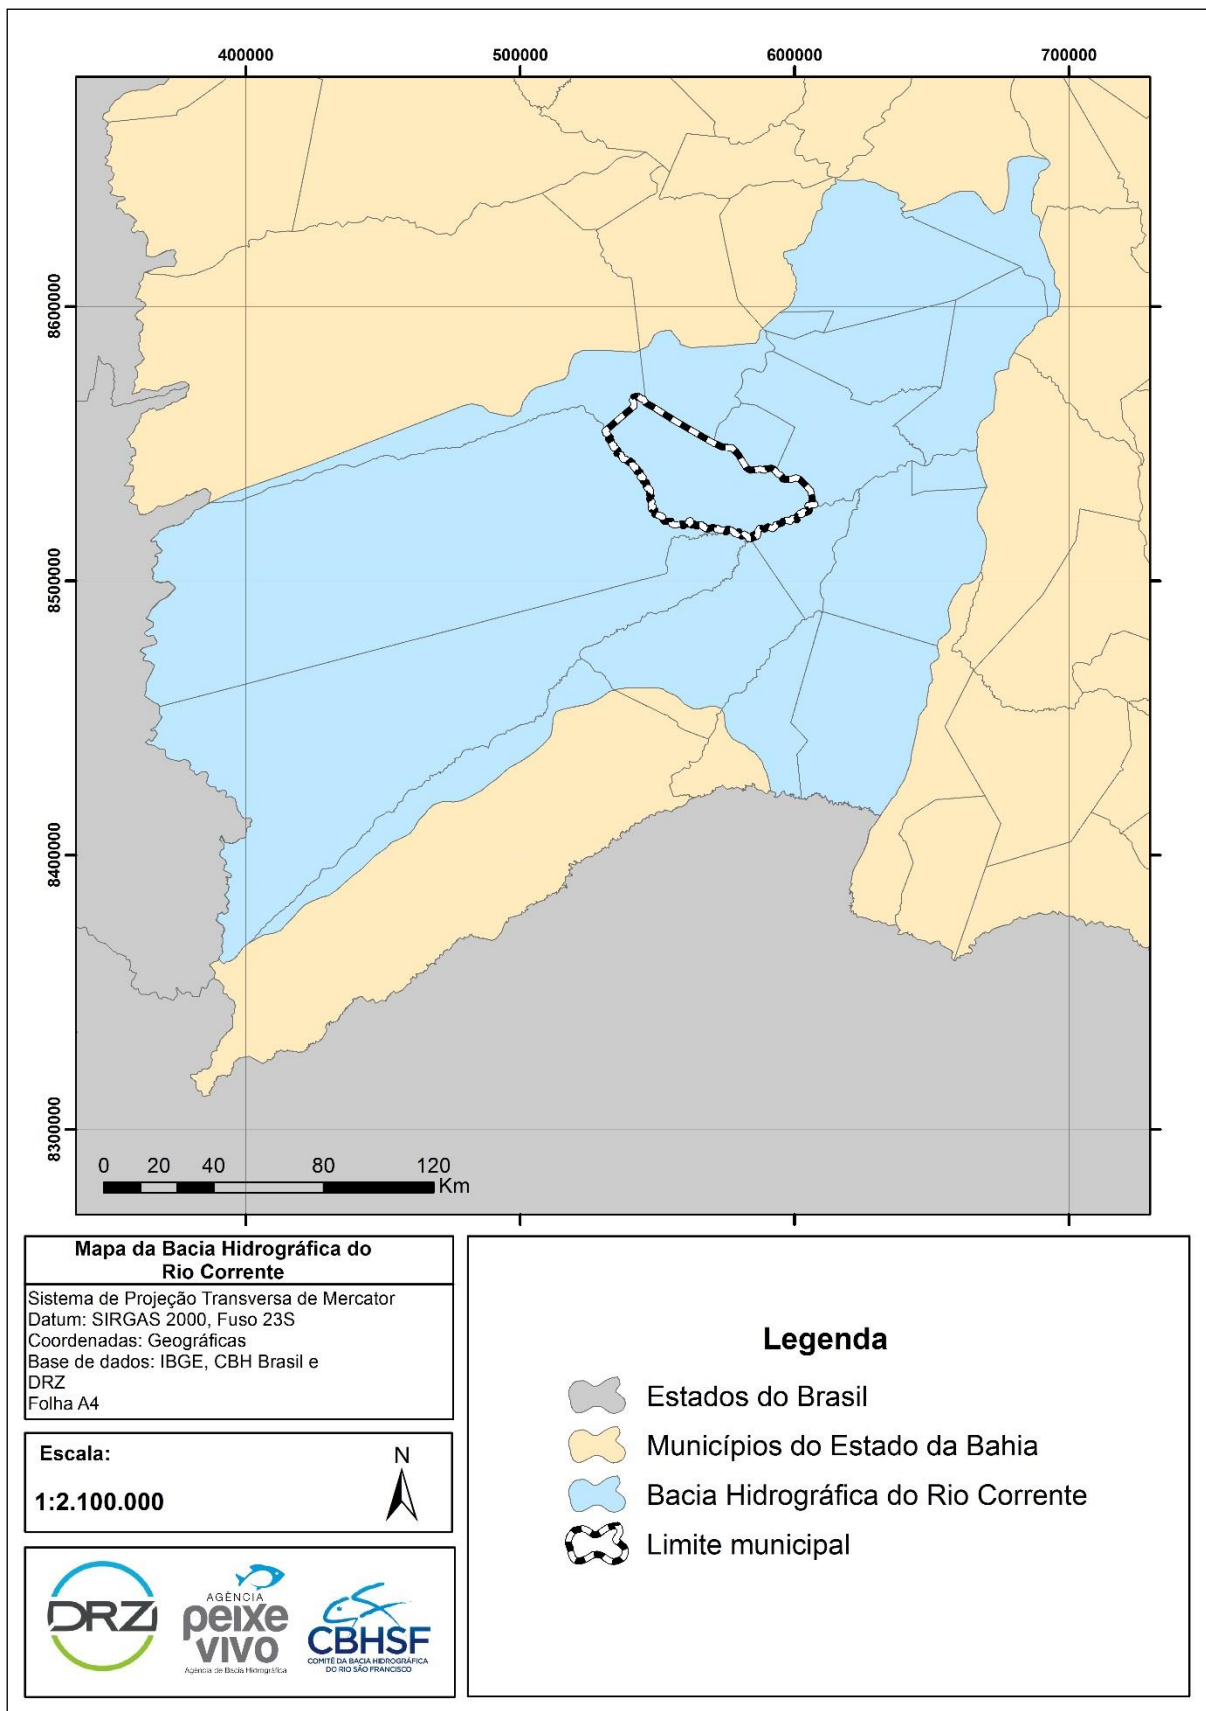 400000 500000 600000 700000
8600000
8500000
8400000
8300000
0 20 40 80 120
Km
Mapa da Bacia Hidrográfica do
Rio Corrente
Sistema de Projeção Transversa de Mercator
Datum: SIRGAS 2000, Fuso 23S
Coordenadas: Geográficas
Base de dados: IBGE, CBH Brasil e
DRZ
Folha A4
Escala:
1:2.100.000
N
DRZ
AGÊNCIA
peixe
vivo
Agência de Bacia Hidrográfica
CBHSF
COMITÊ DA BACIA HIDROGRÁFICA
DO RIO SÃO FRANCISCO
Legenda
Estados do Brasil
Municípios do Estado da Bahia
Bacia Hidrográfica do Rio Corrente
Limite municipal